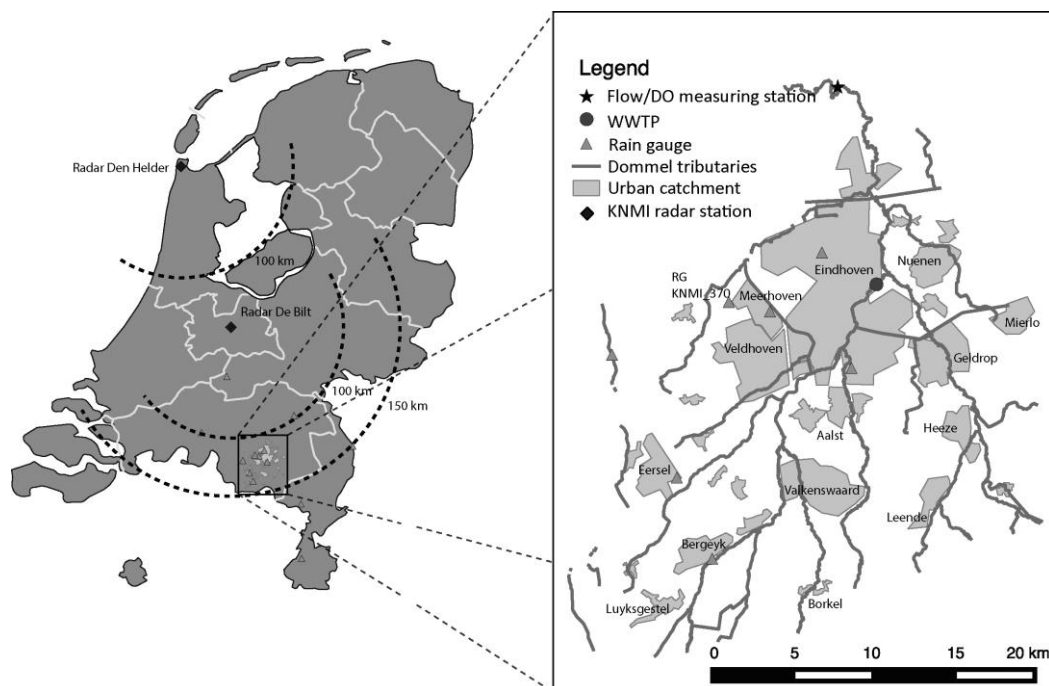 Radar Den Helder
100 km
Radar De Bilt
100 km
150 km
Legend
Flow/DO measuring station
WWTP
Rain gauge
Dommel tributaries
Urban catchment
KNMI radar station
Eindhoven
Nuenen
RG
KNMI_370
Meerhoven
Mierlo
Veldhoven
Geldrop
Aalst
Heeze
Eersel
Valkenswaard
Leende
Bergeyk
Luyksgestel
Borkel
0 5 10 15 20 km